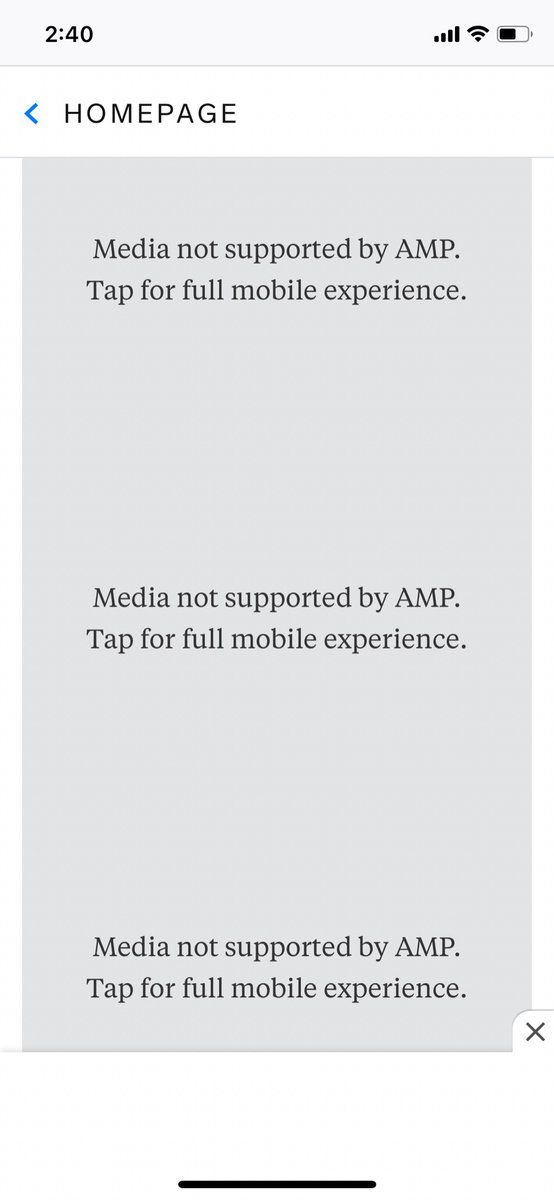 2:40
HOMEPAGE
Media not supported by AMP.
Tap for full mobile experience.
Media not supported by AMP.
Tap for full mobile experience.
Media not supported by AMP.
Tap for full mobile experience.